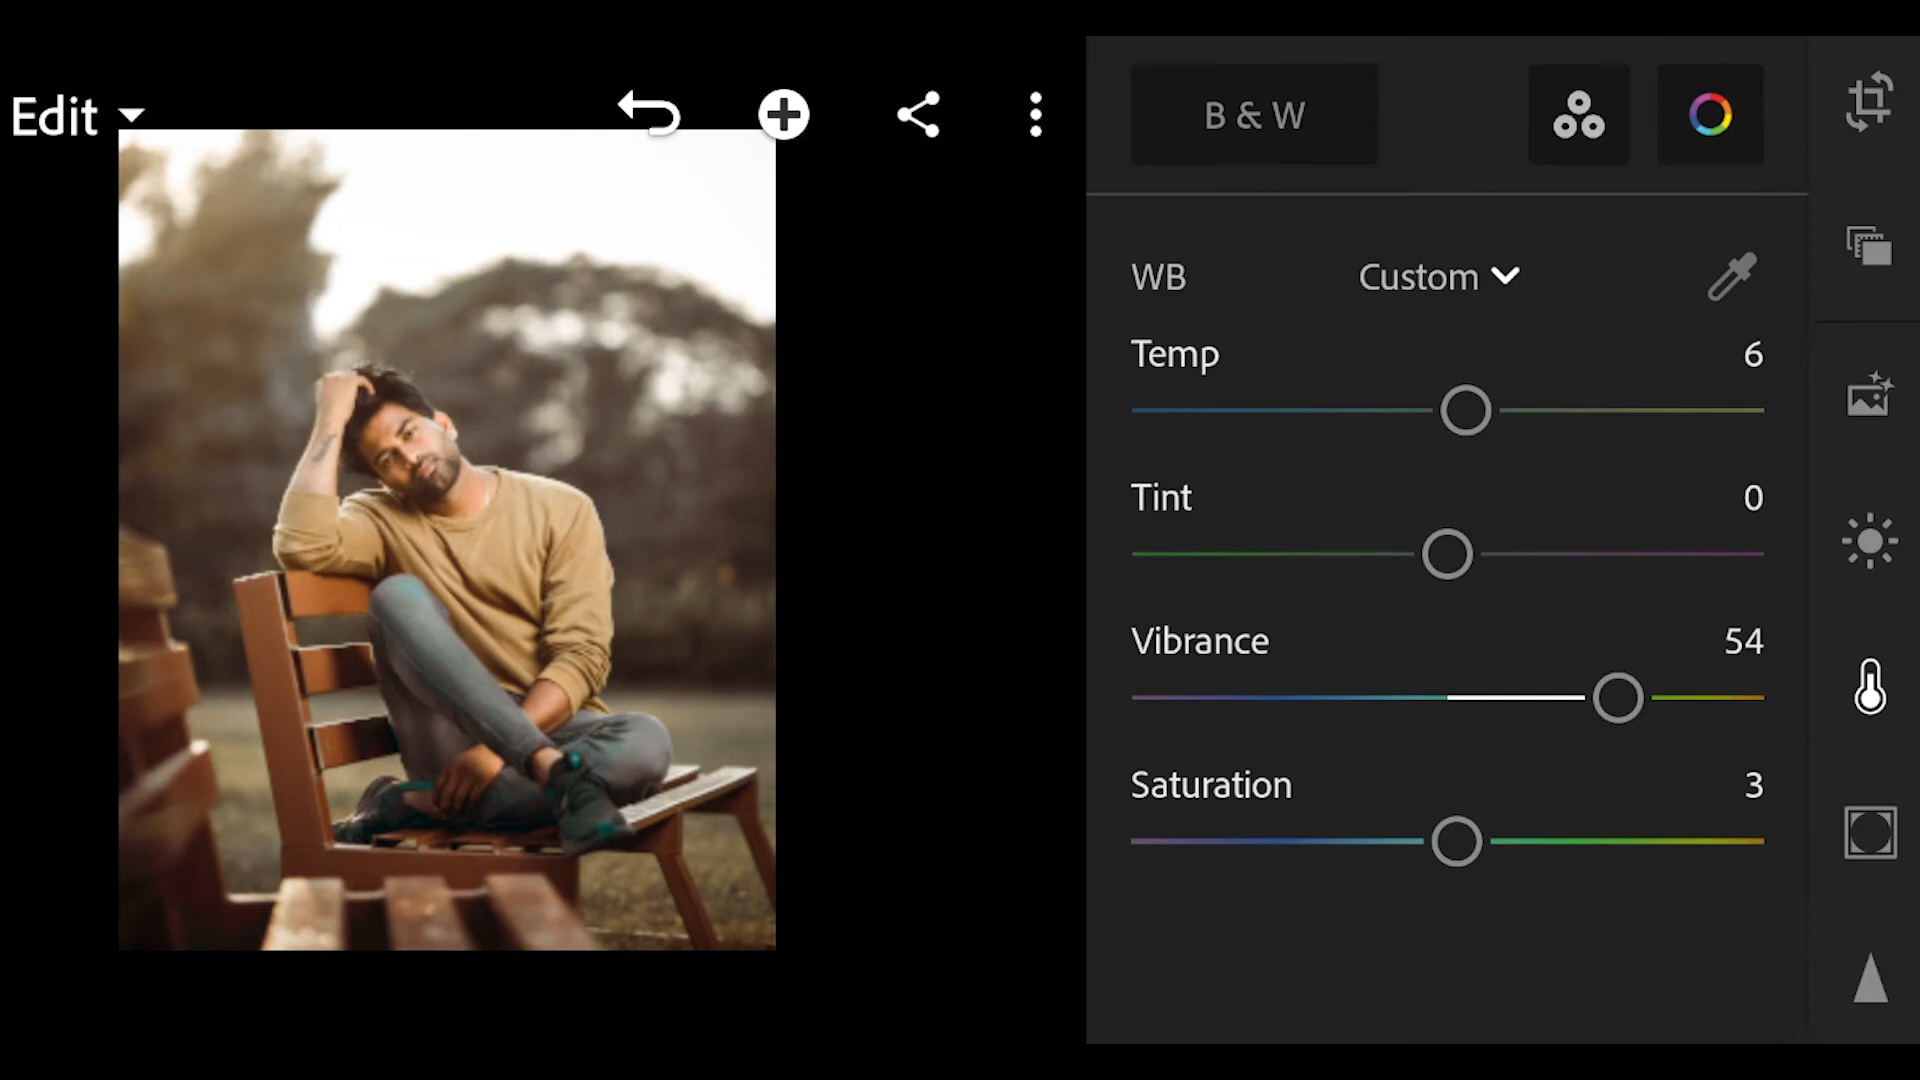 Edit
B & W
WB Custom
Temp 6
Tint 0
Vibrance 54
Saturation 3